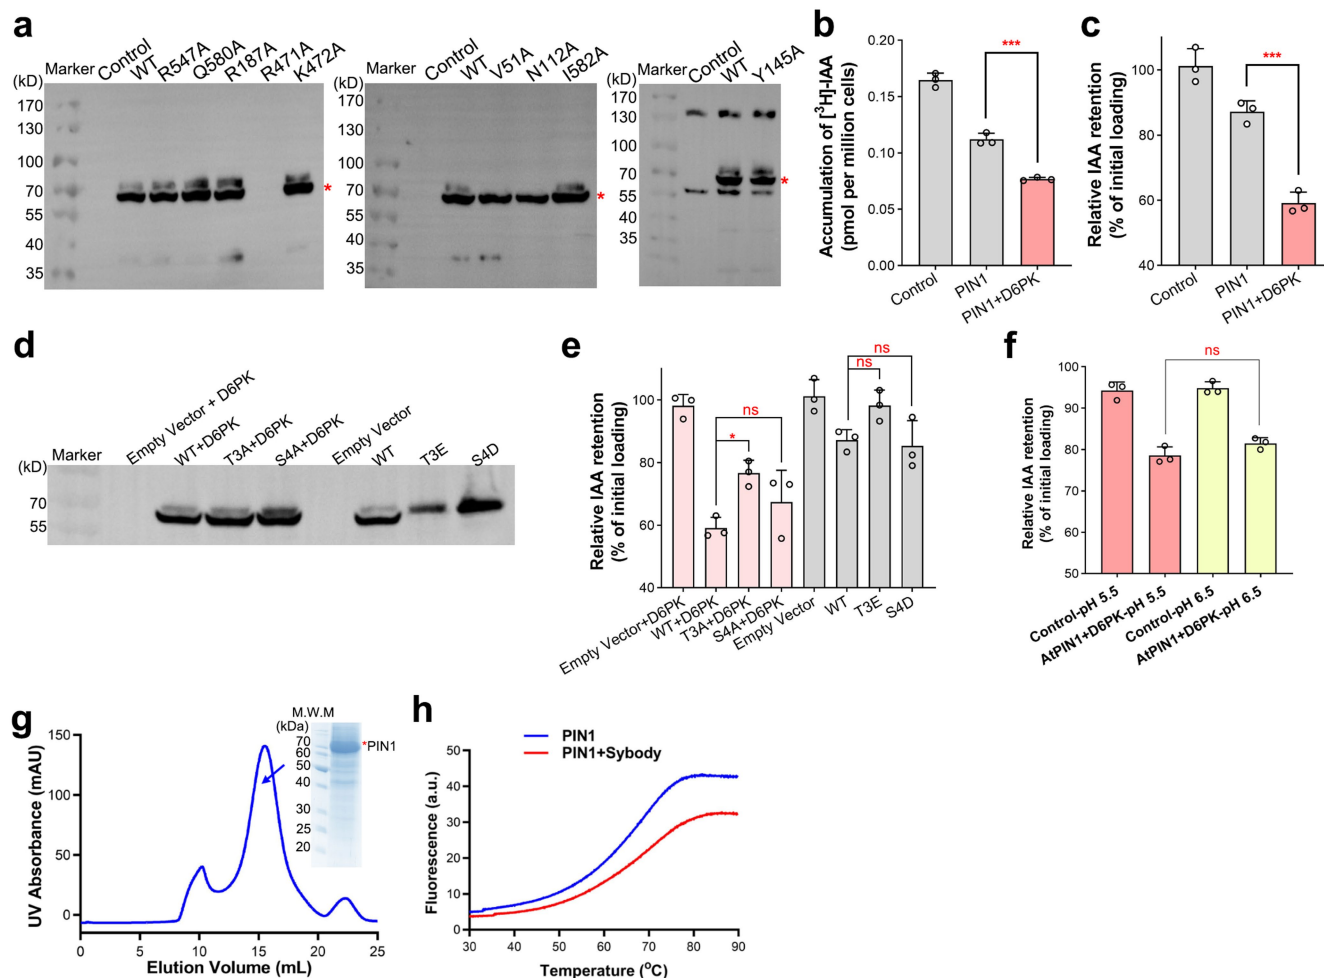 a
Marker
(kD)
Control
WT
R547A
Q580A
R187A
R471A
K472A
170
130
100
70
55
40
35
*
Marker
(kD)
Control
WT
V51A
N112A
I582A
170
130
100
70
55
40
35
*
Marker
(kD)
Control
WT
Y145A
170
130
100
70
55
40
35
*
b
Accumulation of [³H]-IAA
(pmol per million cells)
0.20
0.15
0.10
0.05
0.00
***
Control
PIN1
PIN1+D6PK
c
Relative IAA retention
(% of initial loading)
100
80
60
40
***
Control
PIN1
PIN1+D6PK
d
(kD)
Marker
Empty Vector + D6PK
WT+D6PK
T3A+D6PK
S4A+D6PK
Empty Vector
WT
T3E
S4D
70
55
e
Relative IAA retention
(% of initial loading)
100
80
60
40
ns
*
ns
ns
Empty Vector+D6PK
WT+D6PK
T3A+D6PK
S4A+D6PK
Empty Vector
WT
T3E
S4D
f
Relative IAA retention
(% of initial loading)
100
90
80
70
60
50
ns
Control-pH 5.5
AtPIN1+D6PK-pH 5.5
Control-pH 6.5
AtPIN1+D6PK-pH 6.5
g
UV Absorbance (mAU)
150
100
50
0
0 5 10 15 20 25
Elution Volume (mL)
M.W.M
(kDa)
70
60
50
40
30
25
20
*PIN1
h
PIN1
PIN1+Sybody
Fluorescence (a.u.)
50
40
30
20
10
0
30 40 50 60 70 80 90
Temperature (°C)